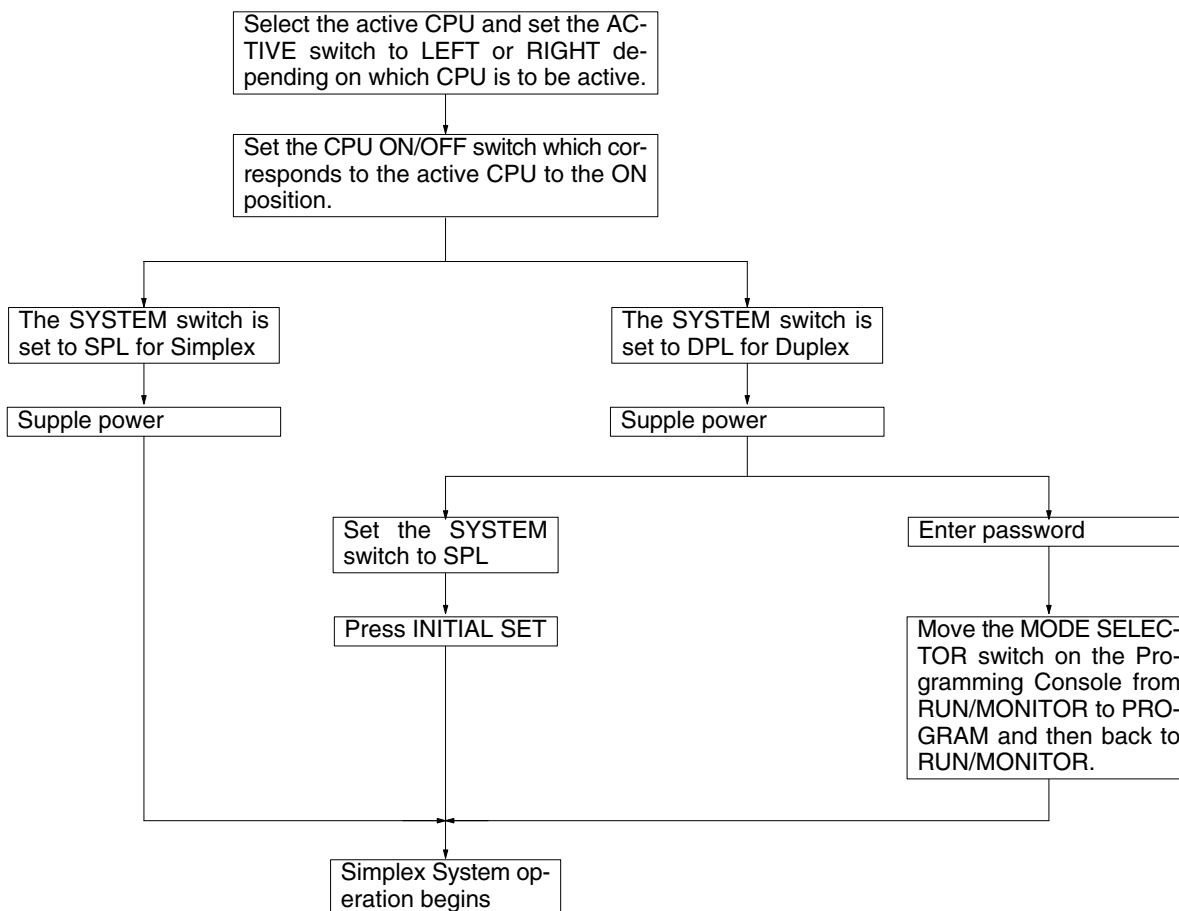 Select the active CPU and set the AC-
TIVE switch to LEFT or RIGHT de-
pending on which CPU is to be active.
Set the CPU ON/OFF switch which cor-
responds to the active CPU to the ON
position.
The SYSTEM switch is
set to SPL for Simplex
The SYSTEM switch is
set to DPL for Duplex
Supple power
Supple power
Set the SYSTEM
switch to SPL
Enter password
Press INITIAL SET
Move the MODE SELEC-
TOR switch on the Pro-
gramming Console from
RUN/MONITOR to PRO-
GRAM and then back to
RUN/MONITOR.
Simplex System op-
eration begins